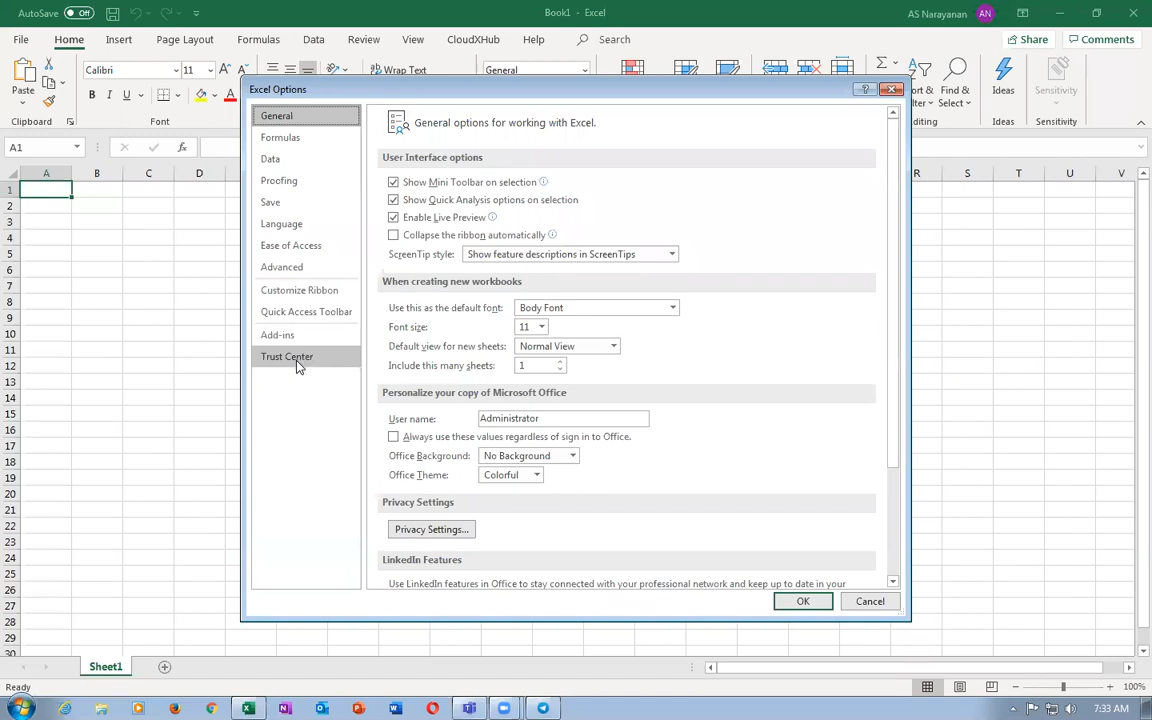 AutoSave Off
Book1 - Excel
AS Narayanan AN
File Home Insert Page Layout Formulas Data Review View CloudXHub Help Search Share Comments
Paste Calibri 11 Wrap Text General Find & Select Ideas Sensitivity
B I U A
Clipboard Font Ideas Sensitivity
A1 fx
A B C D R S T U V
Excel Options
General
Formulas
Data
Proofing
Save
Language
Ease of Access
Advanced
Customize Ribbon
Quick Access Toolbar
Add-ins
Trust Center
General options for working with Excel.
User Interface options
Show Mini Toolbar on selection
Show Quick Analysis options on selection
Enable Live Preview
Collapse the ribbon automatically
ScreenTip style: Show feature descriptions in ScreenTips
When creating new workbooks
Use this as the default font: Body Font
Font size: 11
Default view for new sheets: Normal View
Include this many sheets: 1
Personalize your copy of Microsoft Office
User name: Administrator
Always use these values regardless of sign in to Office.
Office Background: No Background
Office Theme: Colorful
Privacy Settings
Privacy Settings...
LinkedIn Features
Use LinkedIn features in Office to stay connected with your professional network and keep up to date in your
OK Cancel
1
2
3
4
5
6
7
8
9
10
11
12
13
14
15
16
17
18
19
20
21
22
23
24
25
26
27
28
29
30
Sheet1
Ready 100%
7:33 AM